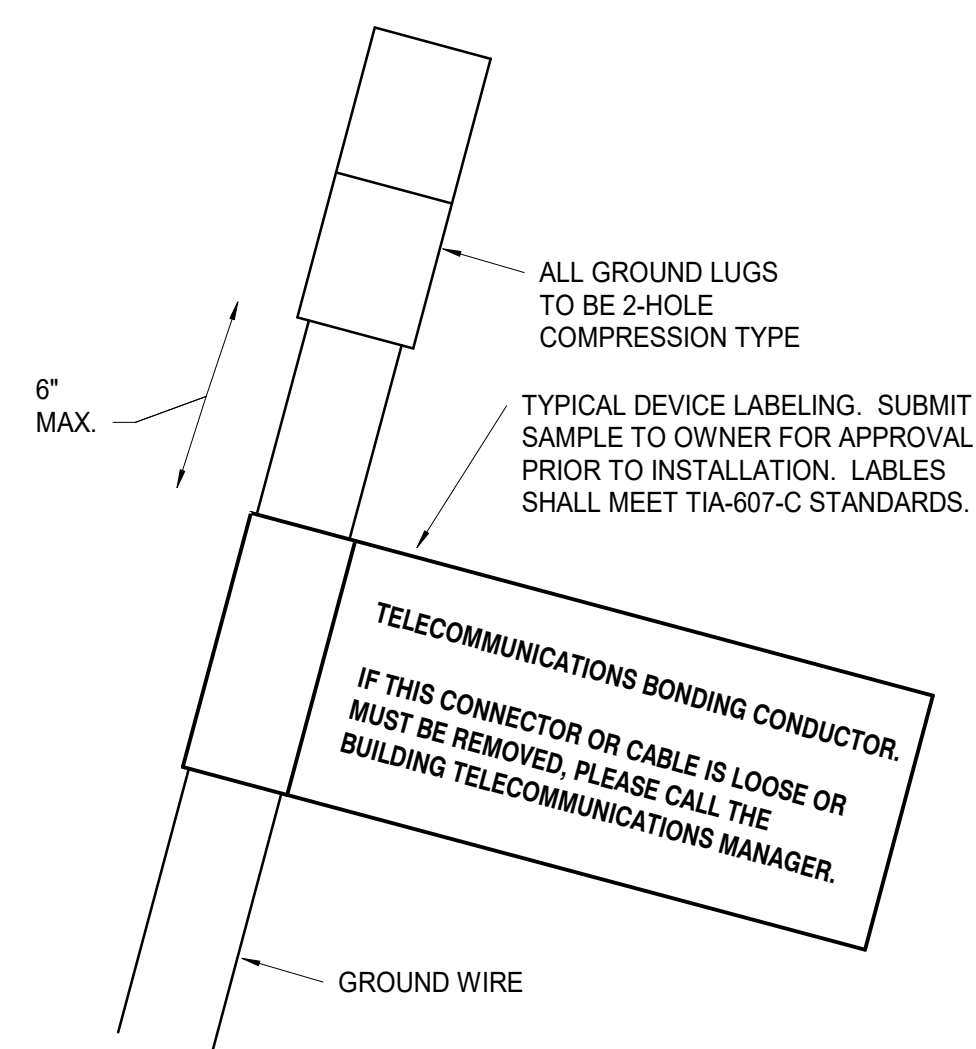 ALL GROUND LUGS
TO BE 2-HOLE
COMPRESSION TYPE
6"
MAX.
TYPICAL DEVICE LABELING. SUBMIT
SAMPLE TO OWNER FOR APPROVAL
PRIOR TO INSTALLATION. LABLES
SHALL MEET TIA-607-C STANDARDS.
TELECOMMUNICATIONS BONDING CONDUCTOR.
IF THIS CONNECTOR OR CABLE IS LOOSE OR
MUST BE REMOVED, PLEASE CALL THE
BUILDING TELECOMMUNICATIONS MANAGER.
GROUND WIRE